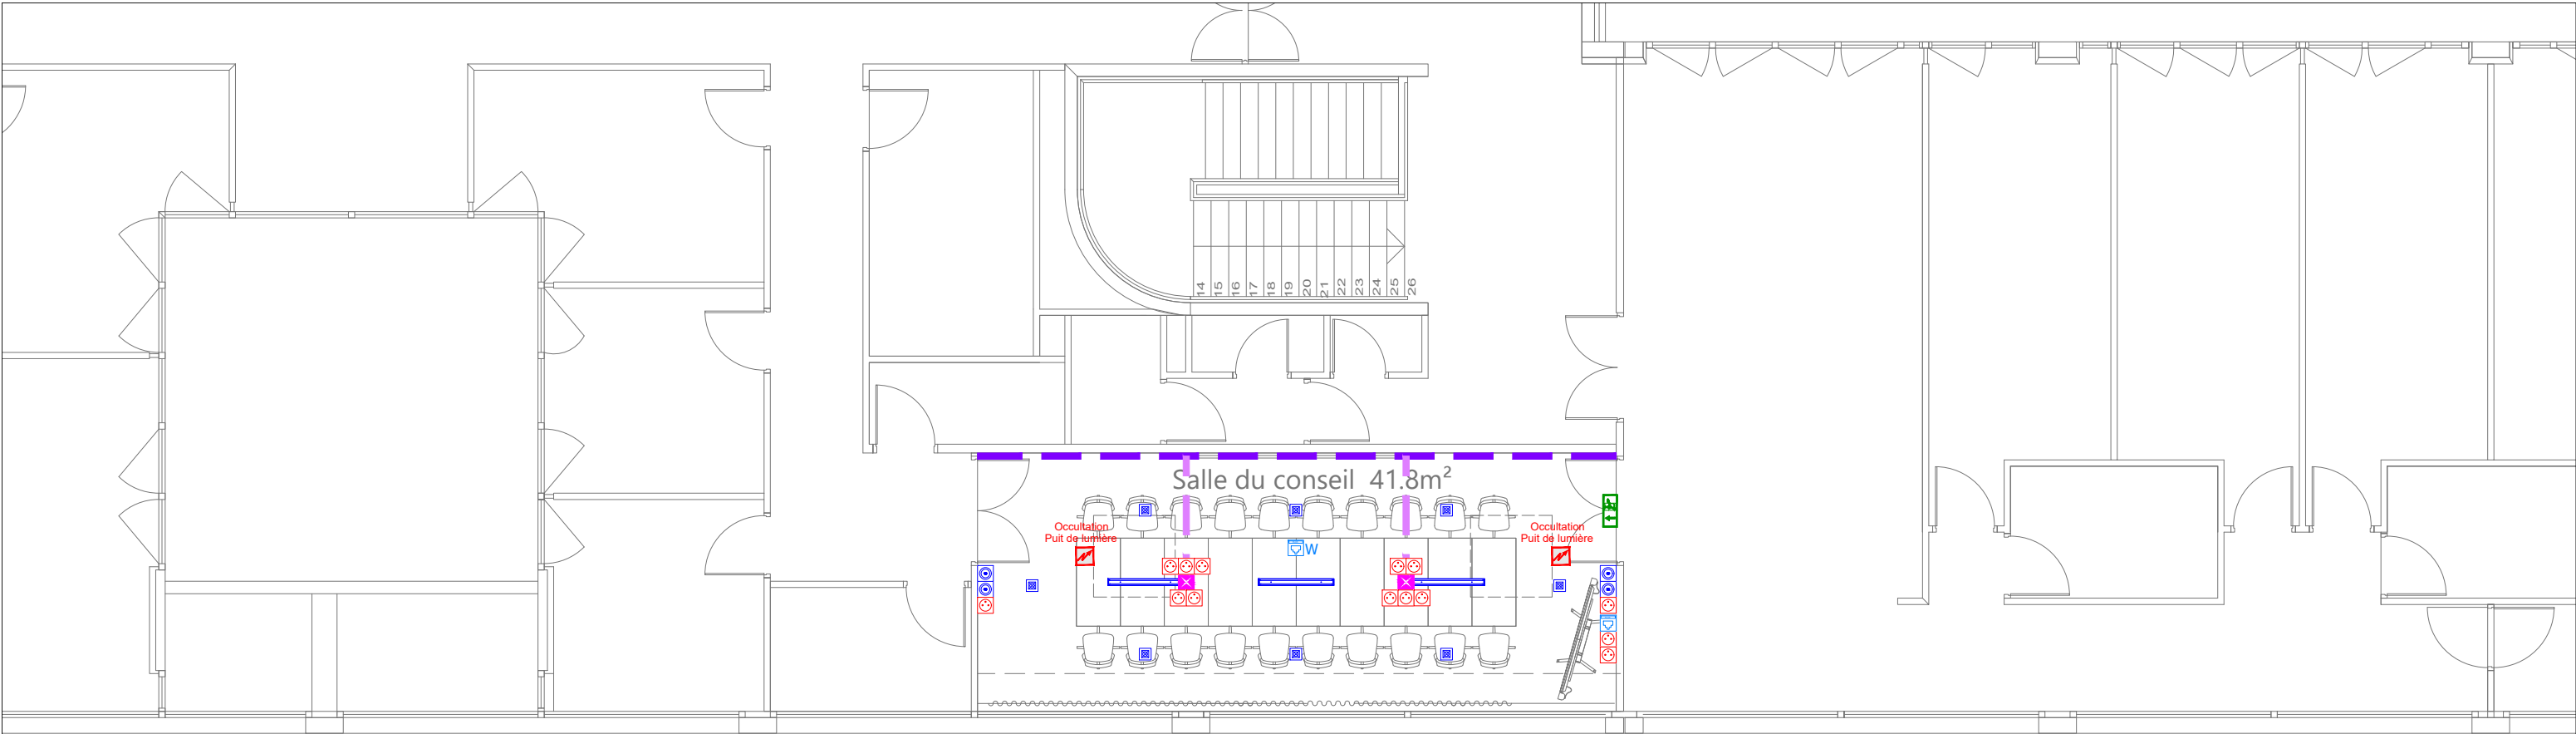 14
15
16
17
18
19
20
21
22
23
24
25
26
Salle du conseil 41.8m²
Occultation
Puit de lumière
Occultation
Puit de lumière
W